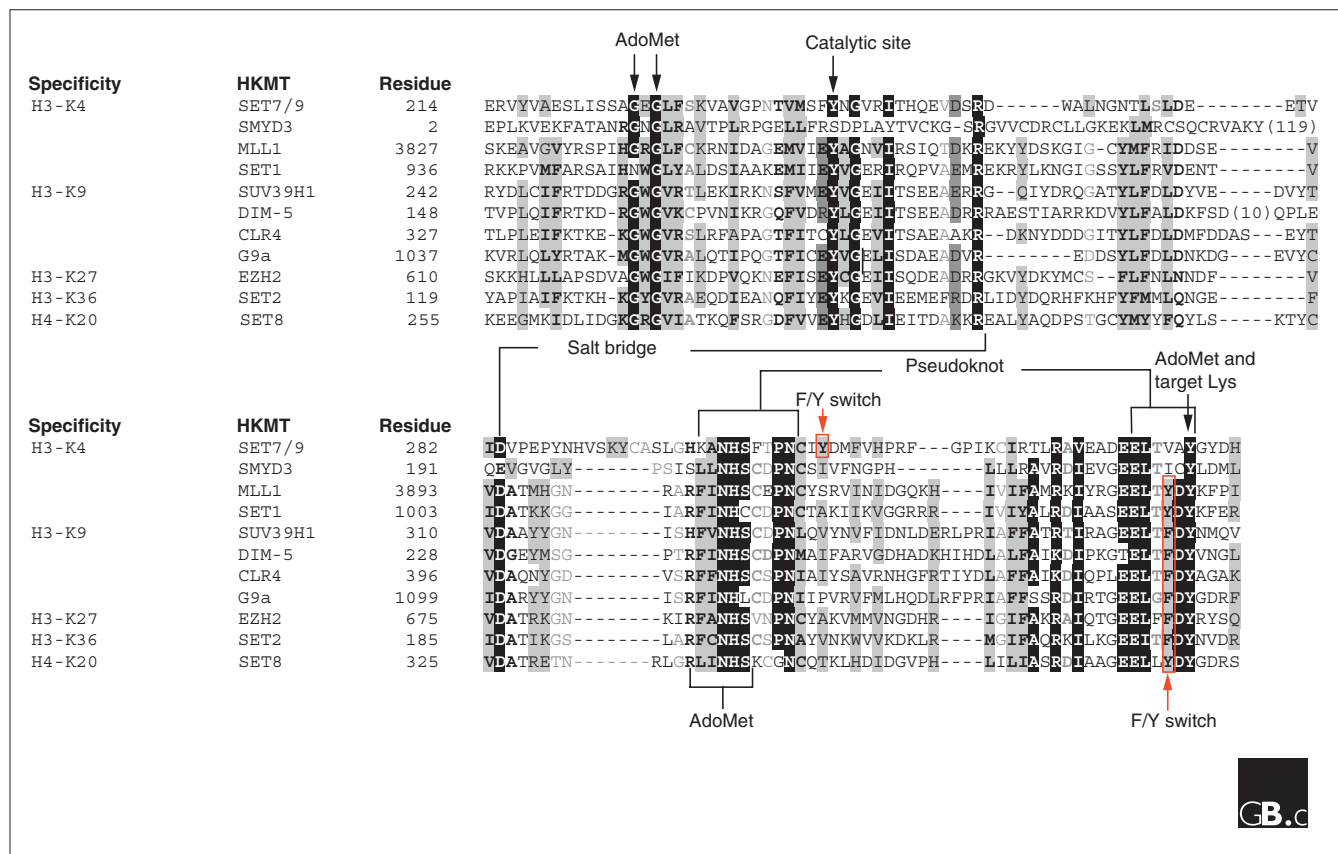 AdoMet Catalytic site
Specificity HKMT Residue
H3-K4 SET7/9 214 ERVYVAESLISSAGEGLFSKVAVGPNTVMSFYNGVRITHQEVDSRD------WALNGNTLSLDE------ETV
SMYD3 2 EPLKVEKFATANRGNGLRAVTPLRPGELLFRSDPLAYTVCKG-SRGVVCDRCLLGKEKLMRCSQCRVAKY(119)
MLL1 3827 SKEAVGVYRSPIHGRGLFCKRNIDAGEMVIEYAGNVIRSIQTDKREKYYDSKGIG-CYMFRIDDSE------V
SET1 936 RKKPVMFARSAIHNWGLYALDSIAAKEMIIEYVGERIRQPVAEMREKRYLKNGIGSSYLFRVDENT------V
H3-K9 SUV39H1 242 RYDLCIFRTDDGRGWGVRTLEKIRKNSFVMEYVGEIITSEEAERRG-QIYDRQGATYLFDLDYVE----DVYT
DIM-5 148 TVPLQIFRTKD-RGWGVKCPVNIKRGQFVDRYLGEIITSEEADRRRAESTIARRKDVYLFALDKFSD(10)QPLE
CLR4 327 TLPLEIFKTKE-KGWGVRSLRFAPAGTFITCYLGEVITSAEAAKR-DKNYDDDGITYLFDLDMFDDAS---EYT
G9a 1037 KVRLQLYRTAK-MGWGVRALQTIPQGTFICEYVGELISDAEADVR------EDDSYLFDLDNKDG---EVYC
H3-K27 EZH2 610 SKKHLLLAPSDVAGWGIFIKDPVQKNEFISEYCGEIISQDEADRRGKVYDKYMCS-FLFNLNNDF------V
H3-K36 SET2 119 YAPIAIFKTKH-KGYGVRAEQDIEANQFIYEYKGEVIEEMEFRDRLIDYDQRHFKHFYFMMLQNGE------F
H4-K20 SET8 255 KEEGMKIDLIDGKGRGVIATKQFSRGDFVVEYHGDLIEITDAKKREALYAQDPSTGCYMYYFQYLS----KTYC
Salt bridge
Pseudoknot
AdoMet and
target Lys
F/Y switch
Specificity HKMT Residue
H3-K4 SET7/9 282 IDVPEPYNHVSKYCASLGHKANHSFTPNCIYDMFVHPRF---GPIKCIRTLRAVEADEELTVAYGYDH
SMYD3 191 QEVGVGLY-------PSISLLNHSCDPNCSIVFNGPH------LLLRAVRDIEVGEELTICYLDML
MLL1 3893 VDATMHGN--------RARFINHSCEPNCYSRVINIDGQKH---IVIFAMRKIYRGEELTYDYKFPI
SET1 1003 IDATKKGG--------IARFINHCCDPNCTAKIIKVGGRRR---IVIYALRDIAASEELTYDYKFER
H3-K9 SUV39H1 310 VDAAYYGN--------ISHFVNHSCDPNLQVYNVFIDNLDERLPRIAFFATRTIRAGEELTFDYNMQV
DIM-5 228 VDGEYMSG--------PTRFINHSCDPNMAIFARVGDHADKHIHDLALFAIKDIPKGTELTFDYVNGL
CLR4 396 VDAQNYGD--------VSRFFNHSCSPNIAIYSAVRNHGFRTIYDLAFFAIKDIQPLEELTFDYAGAK
G9a 1099 VDARYYGN--------ISRFINHLCDPNIIPVRVFMLHQDLRFPRIAFFSSRDIRTGEELGFDYGDRF
H3-K27 EZH2 675 VDATRKGN--------KIRFANHSVNPNCYAKVMMVNGDHR---IGIFAKRAIQTGEELFFDYRYSQ
H3-K36 SET2 185 IDATIKGS--------LARFCNHSCSPNAYVNKWVVKDKLR---MGIFAQRKILKGEEITFDYNVDR
H4-K20 SET8 325 VDATRETN--------RLGRLINHSKCGNCQTKLHDIDGVPH----LILIASRDIAAGEELLYDYGDRS
AdoMet F/Y switch
GB.c